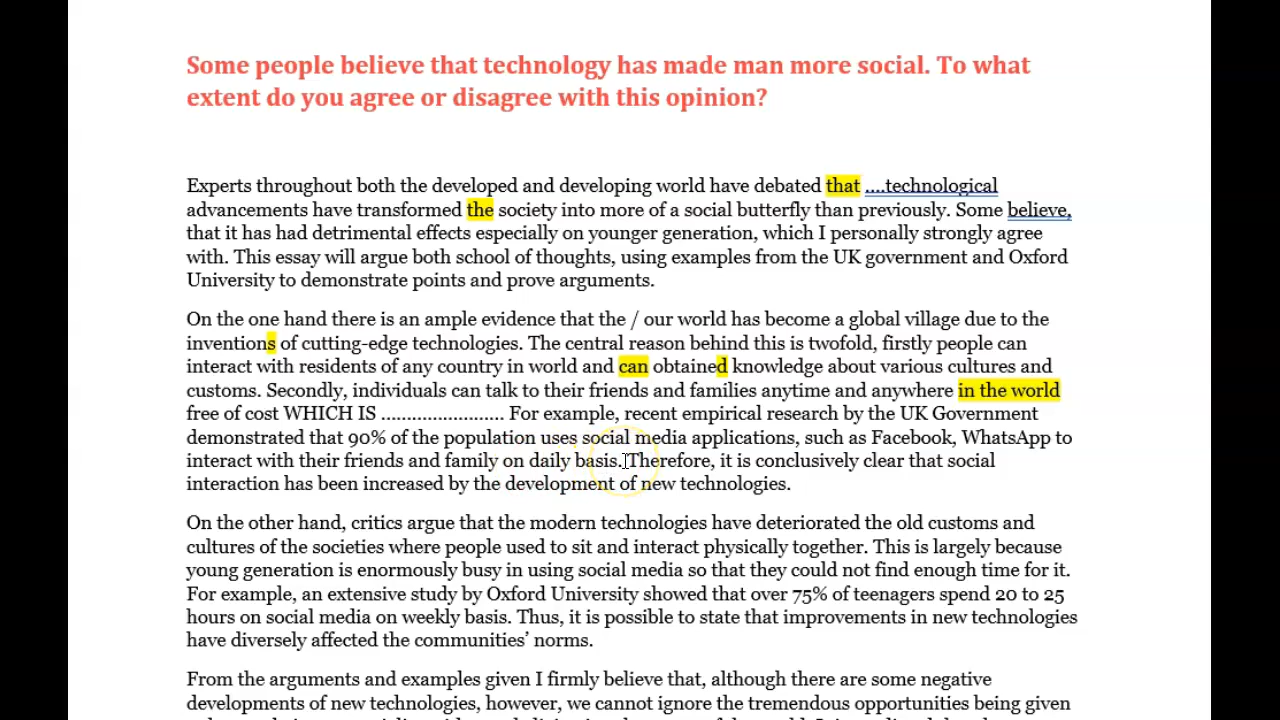 Some people believe that technology has made man more social. To what
extent do you agree or disagree with this opinion?
Experts throughout both the developed and developing world have debated that ....technological
advancements have transformed the society into more of a social butterfly than previously. Some believe,
that it has had detrimental effects especially on younger generation, which I personally strongly agree
with. This essay will argue both school of thoughts, using examples from the UK government and Oxford
University to demonstrate points and prove arguments.
On the one hand there is an ample evidence that the / our world has become a global village due to the
inventions of cutting-edge technologies. The central reason behind this is twofold, firstly people can
interact with residents of any country in world and can obtained knowledge about various cultures and
customs. Secondly, individuals can talk to their friends and families anytime and anywhere in the world
free of cost WHICH IS ........................ For example, recent empirical research by the UK Government
demonstrated that 90% of the population uses social media applications, such as Facebook, WhatsApp to
interact with their friends and family on daily basis. Therefore, it is conclusively clear that social
interaction has been increased by the development of new technologies.
On the other hand, critics argue that the modern technologies have deteriorated the old customs and
cultures of the societies where people used to sit and interact physically together. This is largely because
young generation is enormously busy in using social media so that they could not find enough time for it.
For example, an extensive study by Oxford University showed that over 75% of teenagers spend 20 to 25
hours on social media on weekly basis. Thus, it is possible to state that improvements in new technologies
have diversely affected the communities’ norms.
From the arguments and examples given I firmly believe that, although there are some negative
developments of new technologies, however, we cannot ignore the tremendous opportunities being given